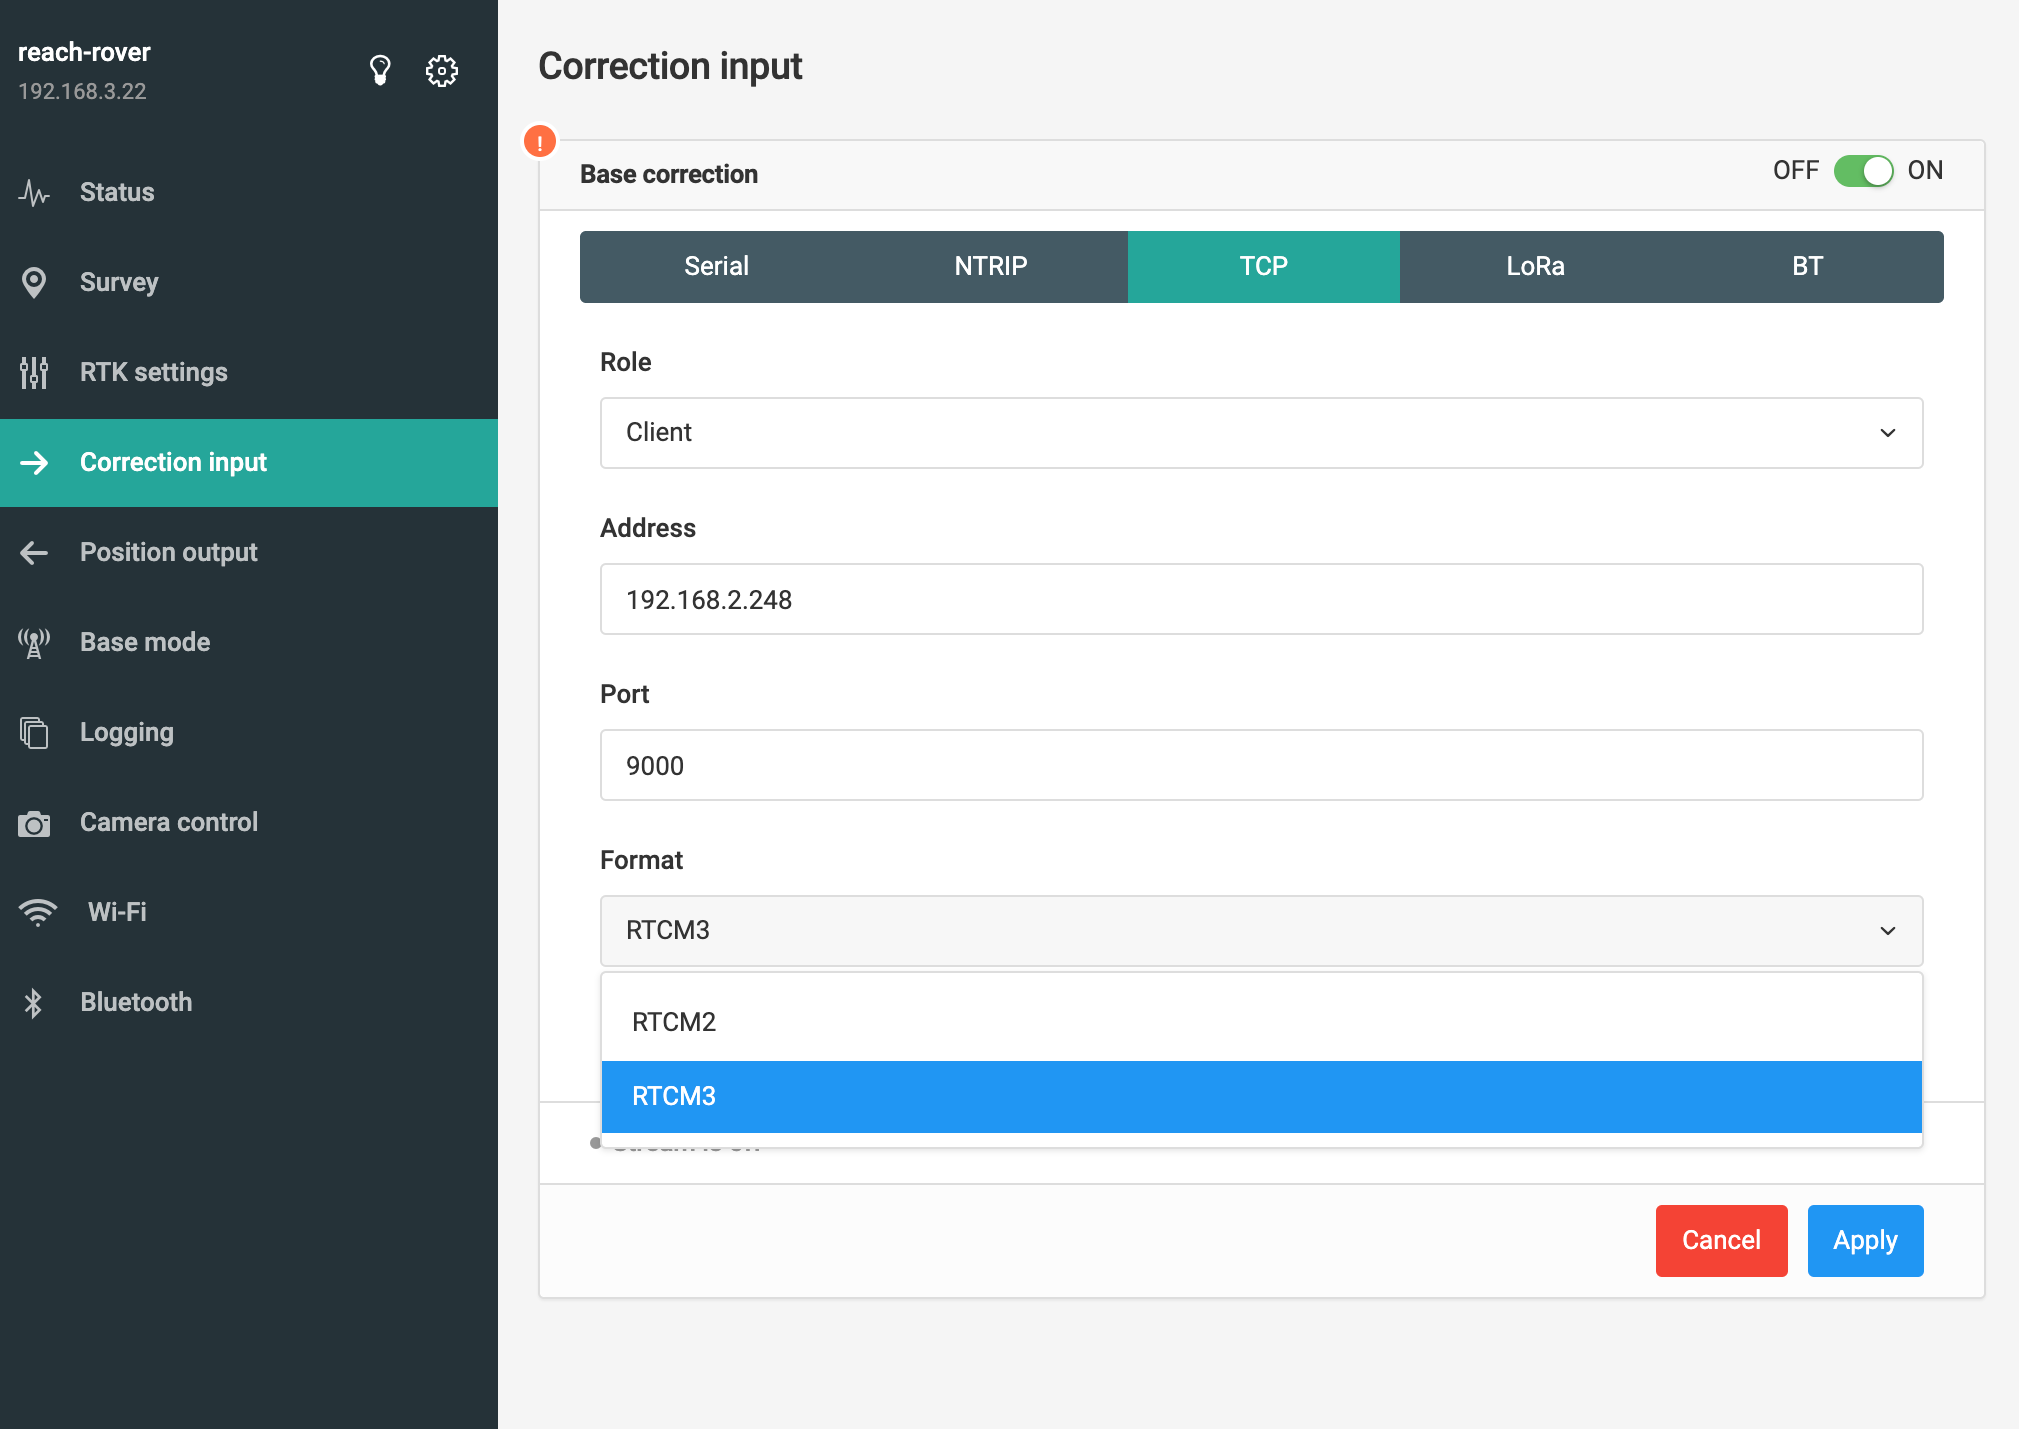 reach-rover
192.168.3.22
Status
Survey
RTK settings
Correction input
Position output
Base mode
Logging
Camera control
Wi-Fi
Bluetooth
Correction input
!
Base correction
OFF ON
Serial NTRIP TCP LoRa BT
Role
Client
Address
192.168.2.248
Port
9000
Format
RTCM3
RTCM2
RTCM3
Cancel Apply